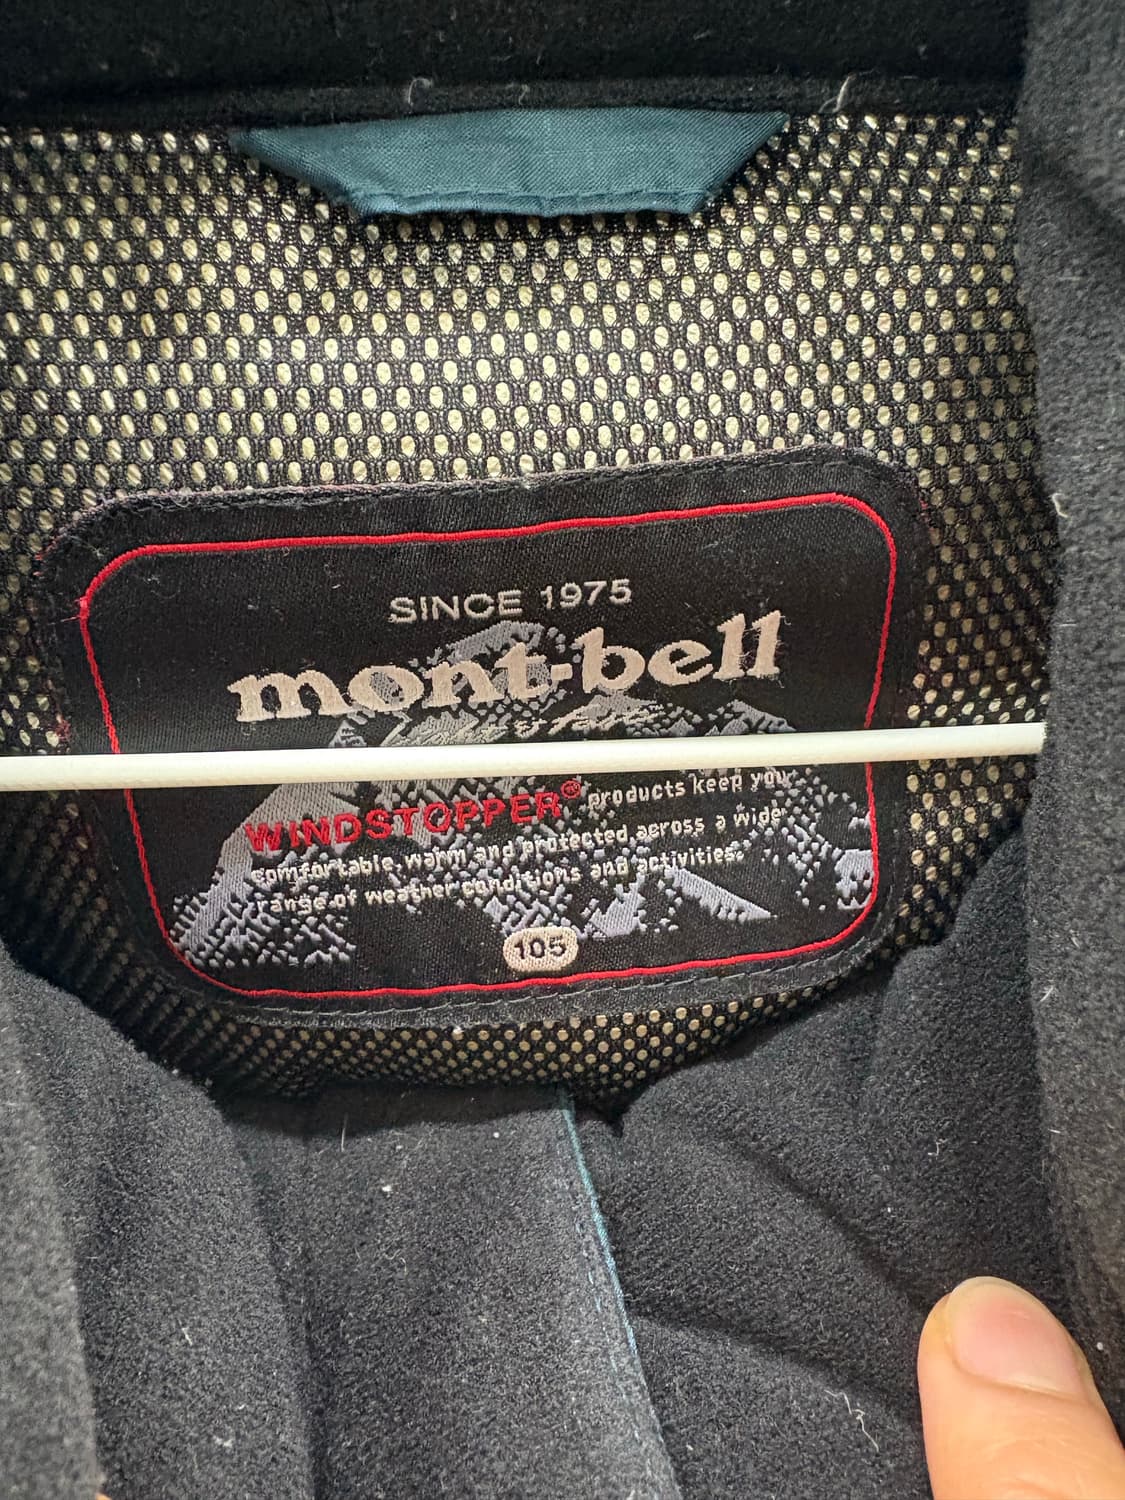 SINCE 1975
mont-bell
WINDSTOPPER® products keep you
comfortable, warm and protected across a wide
range of weather conditions and activities.
105